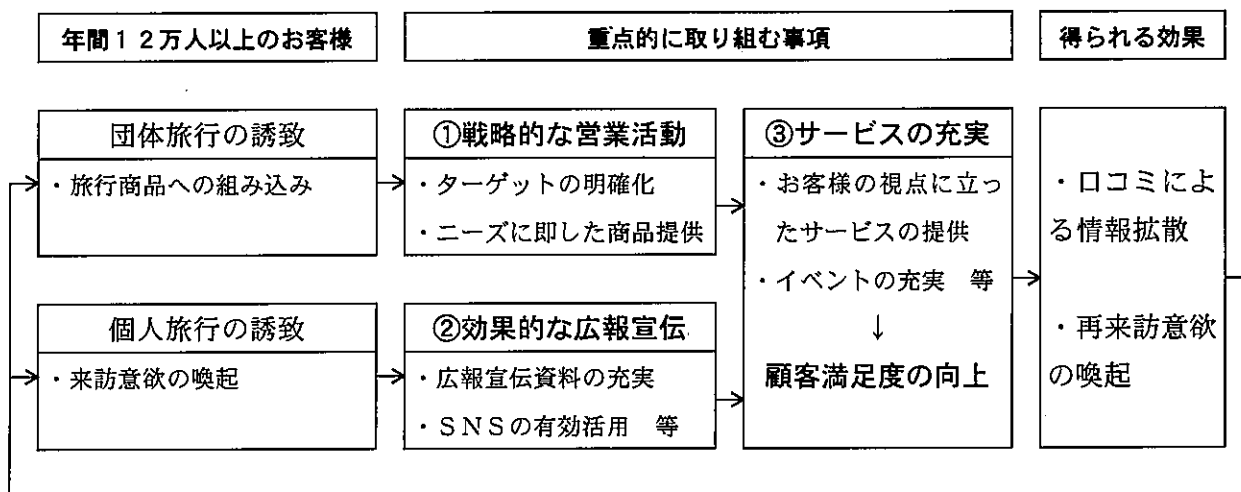 年間１２万人以上のお客様
重点的に取り組む事項
得られる効果
団体旅行の誘致
・旅行商品への組み込み
①戦略的な営業活動
・ターゲットの明確化
・ニーズに即した商品提供
個人旅行の誘致
・来訪意欲の喚起
②効果的な広報宣伝
・広報宣伝資料の充実
・ＳＮＳの有効活用　等
③サービスの充実
・お客様の視点に立っ
たサービスの提供
・イベントの充実　等
↓
顧客満足度の向上
・口コミによ
る情報拡散
・再来訪意欲
の喚起